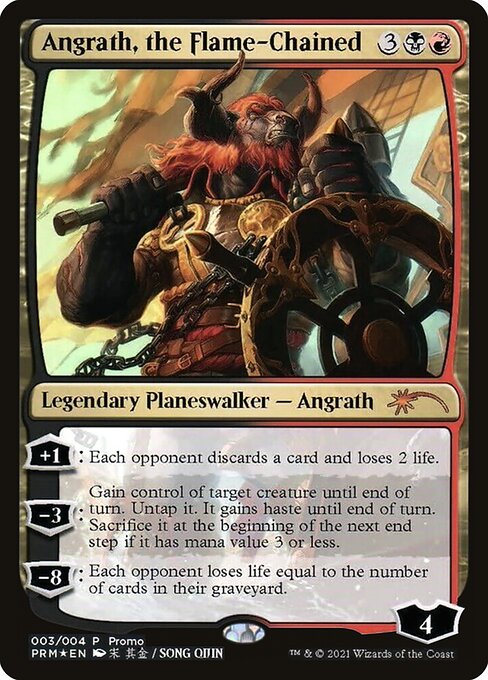 Angrath, the Flame-Chained 3
Legendary Planeswalker — Angrath
+1 : Each opponent discards a card and loses 2 life.
−3 : Gain control of target creature until end of
turn. Untap it. It gains haste until end of turn.
Sacrifice it at the beginning of the next end
step if it has mana value 3 or less.
−8 : Each opponent loses life equal to the number
of cards in their graveyard.
4
003/004 P Promo
PRM★EN 宋 其金/SONG QIJIN ™ & © 2021 Wizards of the Coast